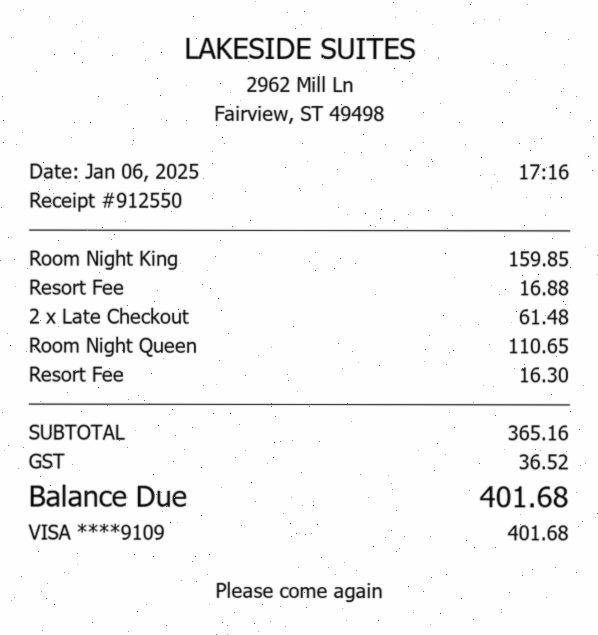 LAKESIDE SUITES
2962 Mill Ln
Fairview, ST 49498
Date: Jan 06, 2025 17:16
Receipt #912550
Room Night King 159.85
Resort Fee 16.88
2 x Late Checkout 61.48
Room Night Queen 110.65
Resort Fee 16.30
SUBTOTAL 365.16
GST 36.52
Balance Due 401.68
VISA ****9109 401.68
Please come again